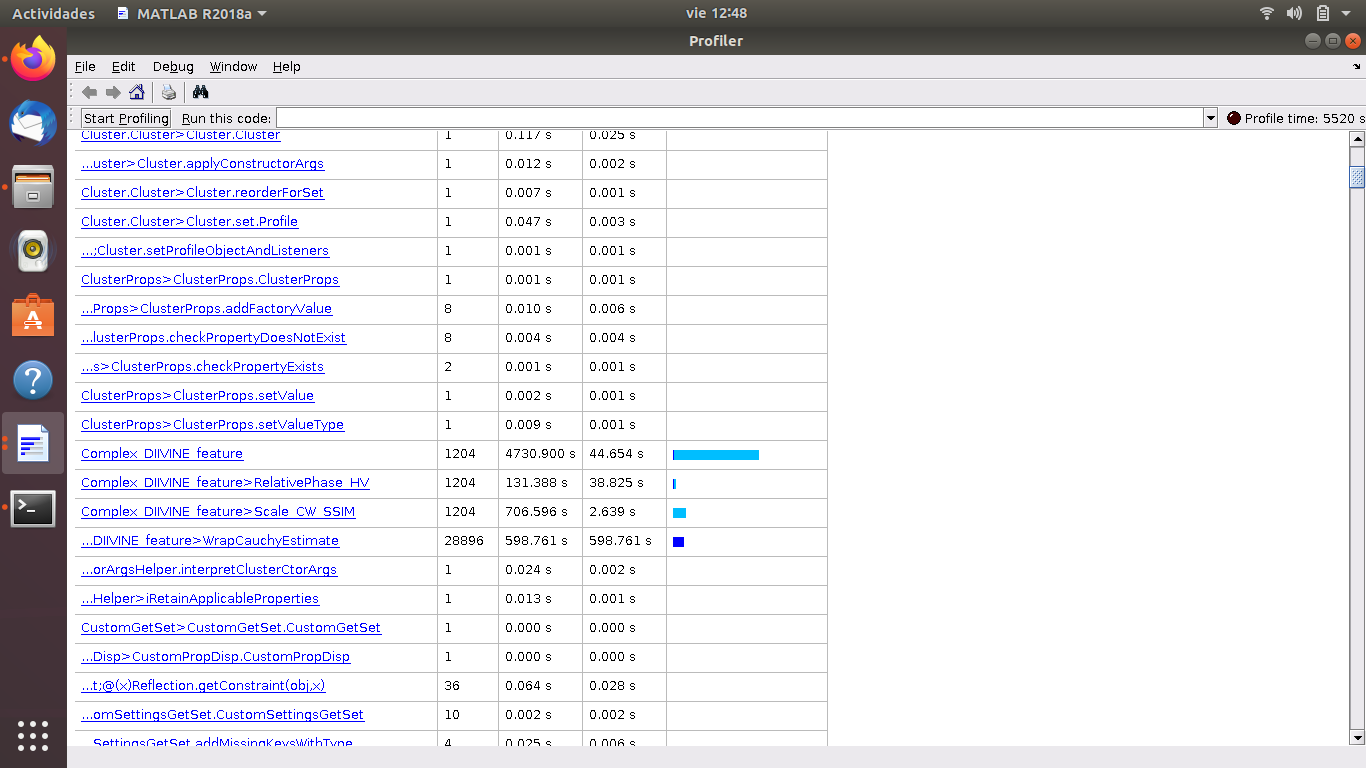 Actividades MATLAB R2018a vie 12:48
Profiler
File Edit Debug Window Help
Start Profiling Run this code: Profile time: 5520 s
Cluster.Cluster>Cluster.Cluster 1 0.117 s 0.025 s
...uster>Cluster.applyConstructorArgs 1 0.012 s 0.002 s
Cluster.Cluster>Cluster.reorderForSet 1 0.007 s 0.001 s
Cluster.Cluster>Cluster.set.Profile 1 0.047 s 0.003 s
...;Cluster.setProfileObjectAndListeners 1 0.001 s 0.001 s
ClusterProps>ClusterProps.ClusterProps 1 0.001 s 0.001 s
...Props>ClusterProps.addFactoryValue 8 0.010 s 0.006 s
...lusterProps.checkPropertyDoesNotExist 8 0.004 s 0.004 s
...s>ClusterProps.checkPropertyExists 2 0.001 s 0.001 s
ClusterProps>ClusterProps.setValue 1 0.002 s 0.001 s
ClusterProps>ClusterProps.setValueType 1 0.009 s 0.001 s
Complex_DIIVINE_feature 1204 4730.900 s 44.654 s
Complex_DIIVINE_feature>RelativePhase_HV 1204 131.388 s 38.825 s
Complex_DIIVINE_feature>Scale_CW_SSIM 1204 706.596 s 2.639 s
...DIIVINE_feature>WrapCauchyEstimate 28896 598.761 s 598.761 s
...orArgsHelper.interpretClusterCtorArgs 1 0.024 s 0.002 s
...Helper>iRetainApplicableProperties 1 0.013 s 0.001 s
CustomGetSet>CustomGetSet.CustomGetSet 1 0.000 s 0.000 s
...Disp>CustomPropDisp.CustomPropDisp 1 0.000 s 0.000 s
...t;@(x)Reflection.getConstraint(obj,x) 36 0.064 s 0.028 s
...omSettingsGetSet.CustomSettingsGetSet 10 0.002 s 0.002 s
...SettingsGetSet.addMissingKeysWithType 4 0.025 s 0.006 s